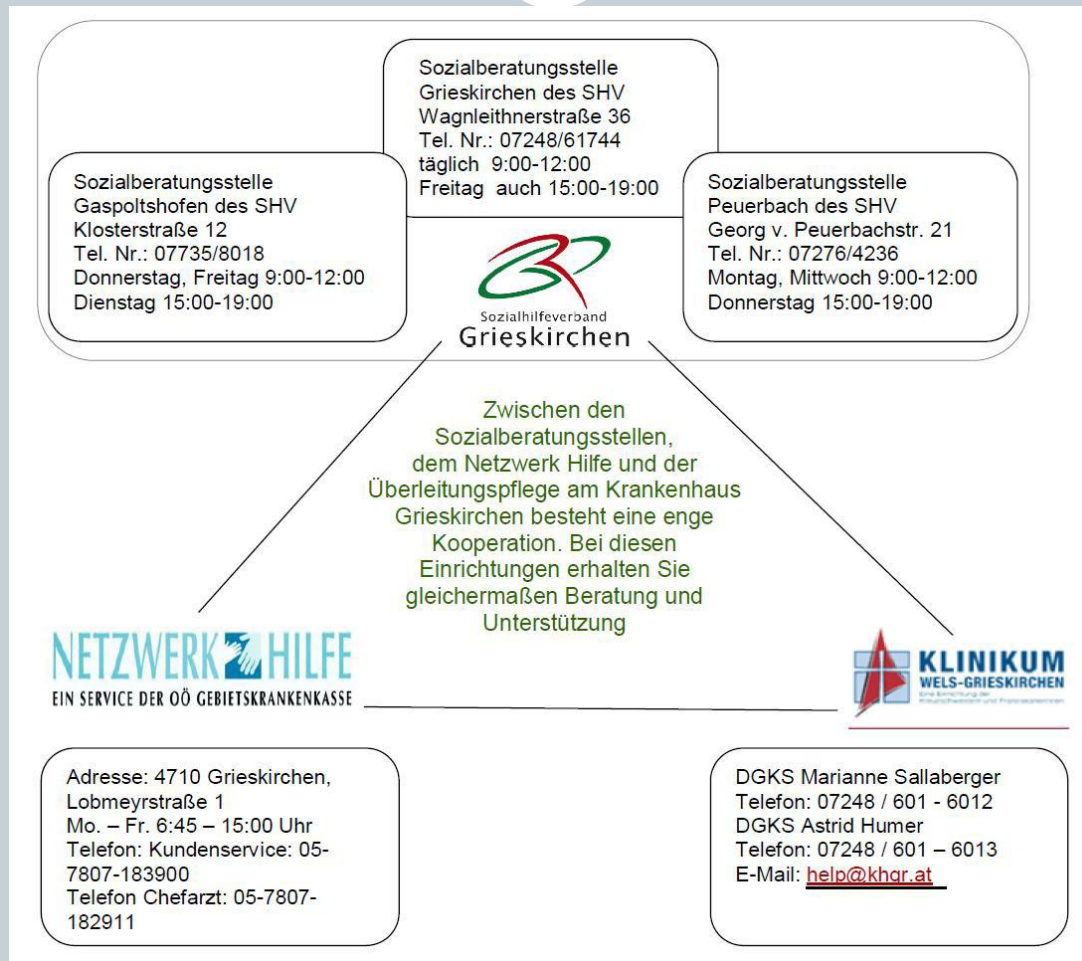 Sozialberatungsstelle
Grieskirchen des SHV
Wagnleithnerstraße 36
Tel. Nr.: 07248/61744
täglich 9:00-12:00
Freitag auch 15:00-19:00
Sozialberatungsstelle
Gaspoltshofen des SHV
Klosterstraße 12
Tel. Nr.: 07735/8018
Donnerstag, Freitag 9:00-12:00
Dienstag 15:00-19:00
Sozialberatungsstelle
Peuerbach des SHV
Georg v. Peuerbachstr. 21
Tel. Nr.: 07276/4236
Montag, Mittwoch 9:00-12:00
Donnerstag 15:00-19:00
Sozialhilfeverband
Grieskirchen
Zwischen den
Sozialberatungsstellen,
dem Netzwerk Hilfe und der
Überleitungspflege am Krankenhaus
Grieskirchen besteht eine enge
Kooperation. Bei diesen
Einrichtungen erhalten Sie
gleichermaßen Beratung und
Unterstützung
NETZWERK HILFE
EIN SERVICE DER OÖ GEBIETSKRANKENKASSE
KLINIKUM
WELS-GRIESKIRCHEN
Eine Einrichtung der
Kreuzschwestern und Franziskanerinnen
Adresse: 4710 Grieskirchen,
Lobmeyrstraße 1
Mo. – Fr. 6:45 – 15:00 Uhr
Telefon: Kundenservice: 05-
7807-183900
Telefon Chefarzt: 05-7807-
182911
DGKS Marianne Sallaberger
Telefon: 07248 / 601 - 6012
DGKS Astrid Humer
Telefon: 07248 / 601 – 6013
E-Mail: help@khgr.at